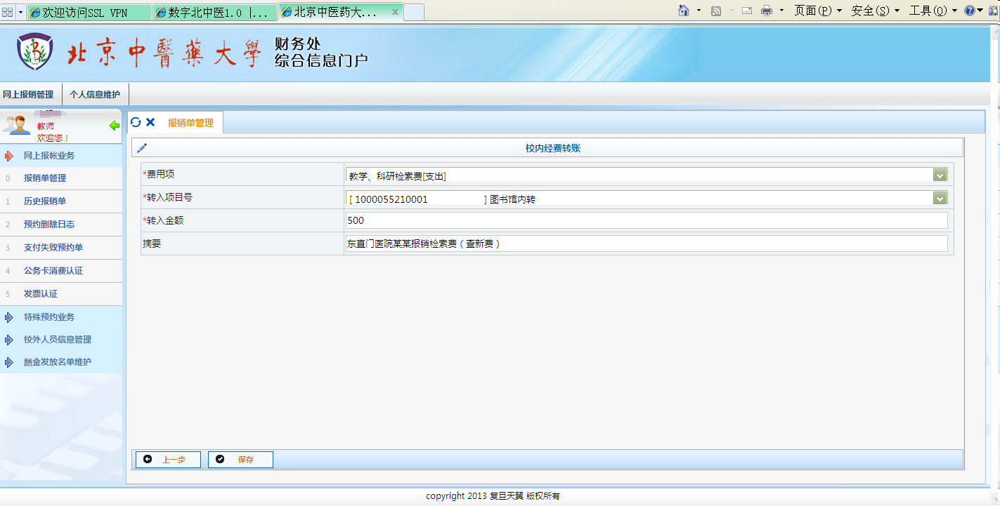 欢迎访问SSL VPN 数字北中医1.0 |... 北京中医药大... 页面(P) 安全(S) 工具(O)
北京中醫藥大學 财务处
综合信息门户
网上报销管理 个人信息维护
教师
欢迎您！
报销单管理
网上报帐业务
0 报销单管理
1 历史报销单
2 预约删除日志
3 支付失败预约单
4 公务卡消费认证
5 发票认证
特殊预约业务
校外人员信息管理
酬金发放名单维护
校内经费转账
*费用项 教学、科研检索费[支出]
*转入项目号 [ 1000055210001 ] 图书馆内转
*转入金额 500
摘要 东直门医院某某报销检索费（查新费）
上一步 保存
copyright 2013 复旦天翼 版权所有